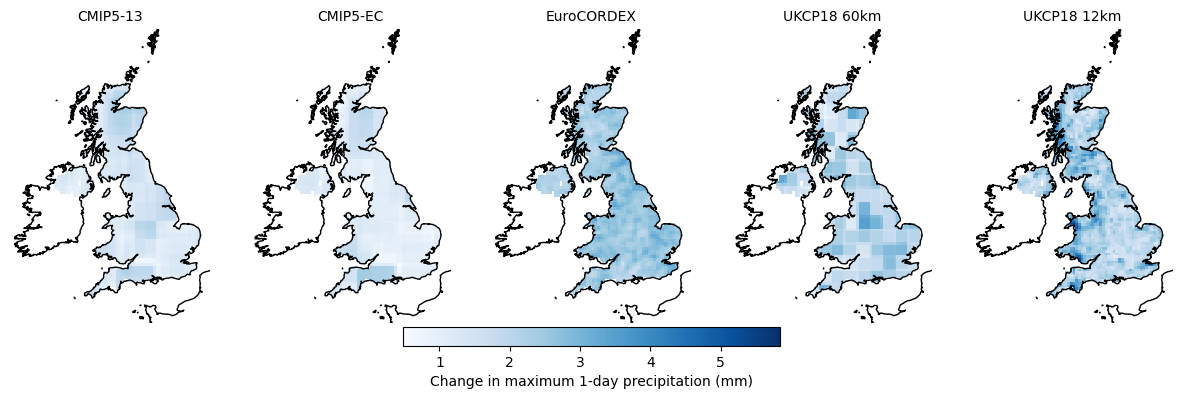 CMIP5-13 CMIP5-EC EuroCORDEX UKCP18 60km UKCP18 12km
1 2 3 4 5
Change in maximum 1-day precipitation (mm)